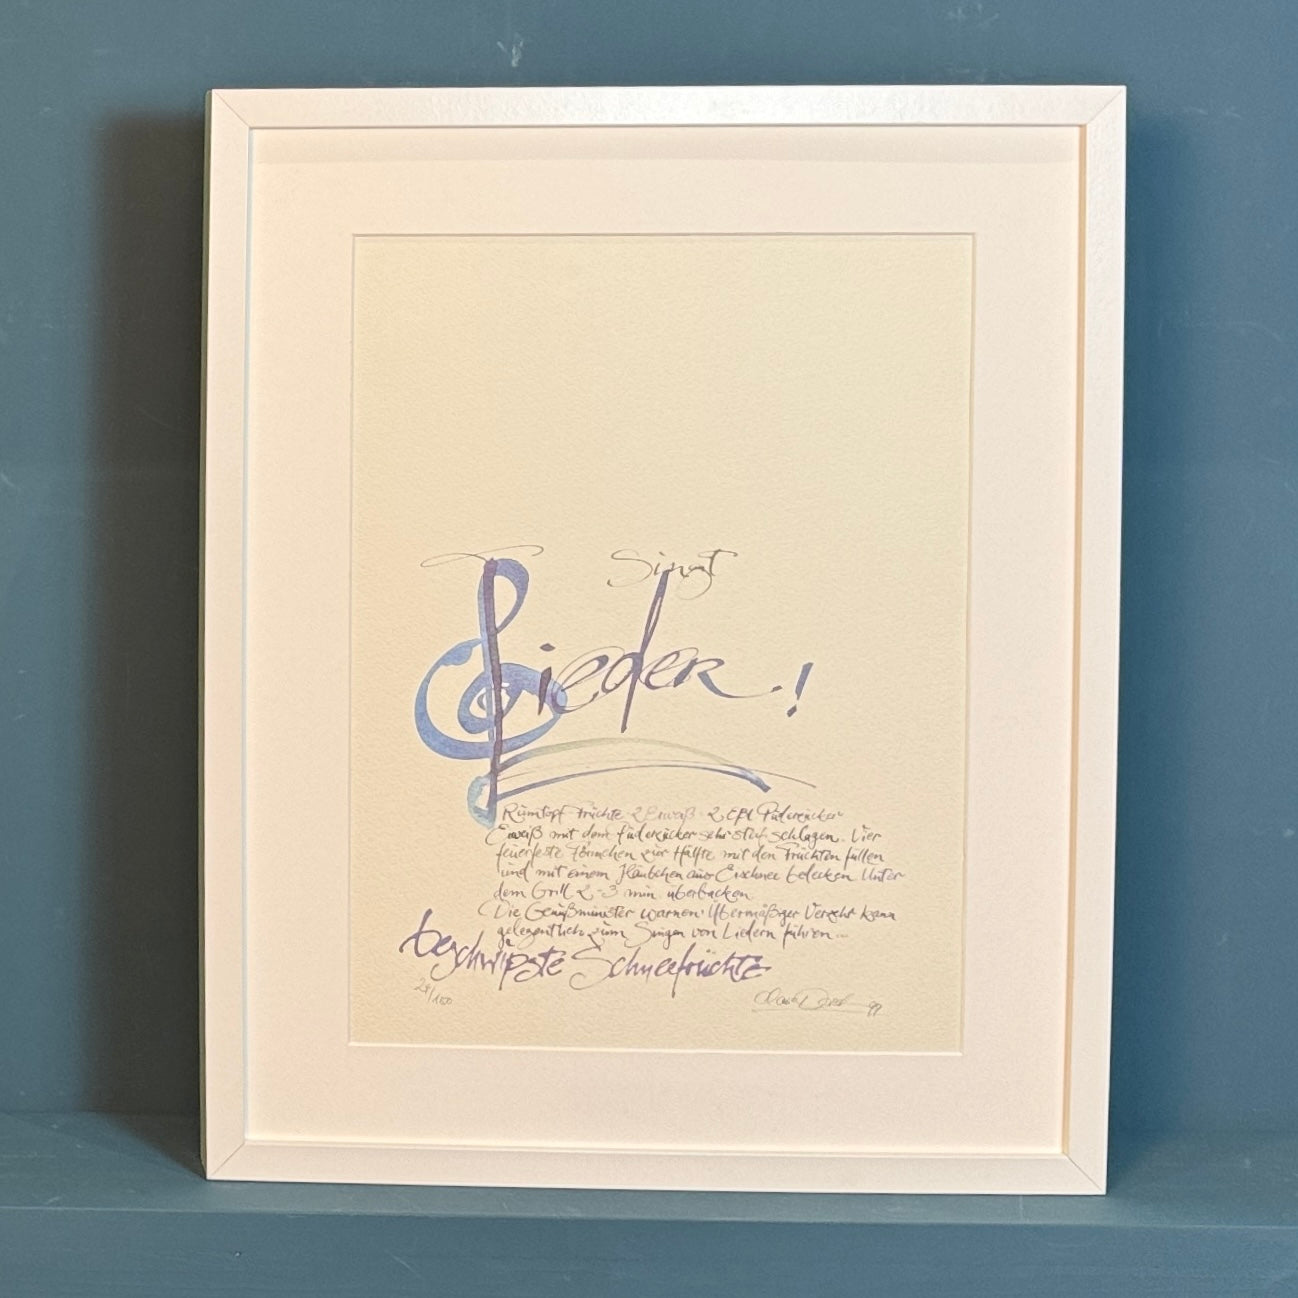 Singt
Lieder!
Rumtopf-Früchte · 2 Eiweiß · 2 EßL Puderzucker
Eiweiß mit dem Puderzucker sehr steif schlagen. Vier
feuerfeste Förmchen zur Hälfte mit den Früchten füllen
und mit einem Häubchen aus Eischnee bedecken. Unter
dem Grill 2-3 min. überbacken
Die Genußminister warnen: Übermäßiger Verzehr kann
gelegentlich zum Singen von Liedern führen...
beschwipste Schneefrüchte
99